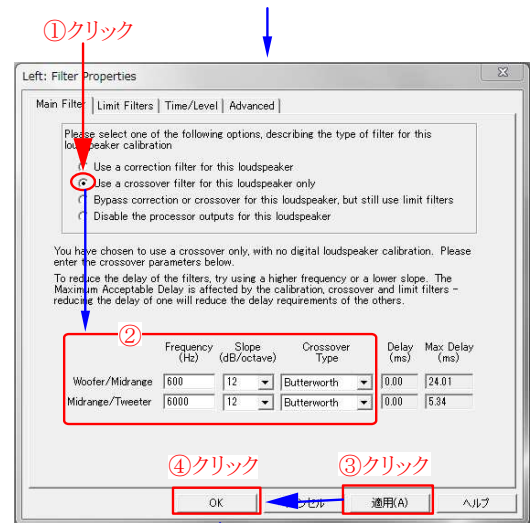 ①クリック
Left: Filter Properties
Main Filter Limit Filters Time/Level Advanced
Please select one of the following options, describing the type of filter for this
loudspeaker calibration
Use a correction filter for this loudspeaker
Use a crossover filter for this loudspeaker only
Bypass correction or crossover for this loudspeaker, but still use limit filters
Disable the processor outputs for this loudspeaker
You have chosen to use a crossover only, with no digital loudspeaker calibration. Please
enter the crossover parameters below.
To reduce the delay of the filters, try using a higher frequency or a lower slope. The
Maximum Acceptable Delay is affected by the calibration, crossover and limit filters -
reducing the delay of one will reduce the delay requirements of the others.
②
Frequency (Hz) Slope (dB/octave) Crossover Type Delay (ms) Max Delay (ms)
Woofer/Midrange 600 12 Butterworth 0.00 24.01
Midrange/Tweeter 6000 12 Butterworth 0.00 5.34
④クリック ③クリック
OK キャンセル 適用(A) ヘルプ